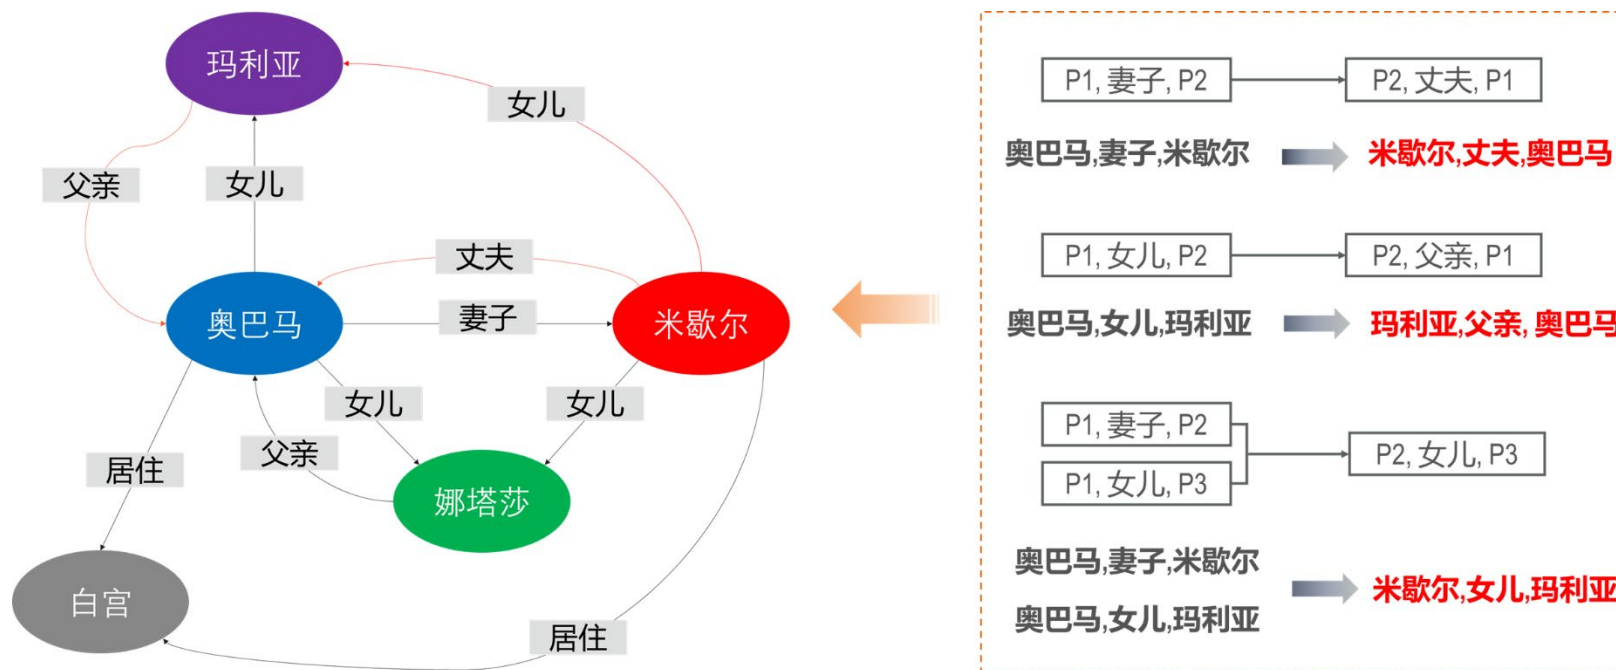 玛利亚
女儿
父亲
女儿
丈夫
奥巴马
妻子
米歇尔
女儿
女儿
父亲
居住
娜塔莎
白宫
居住
P1, 妻子, P2
P2, 丈夫, P1
奥巴马,妻子,米歇尔
米歇尔,丈夫,奥巴马
P1, 女儿, P2
P2, 父亲, P1
奥巴马,女儿,玛利亚
玛利亚,父亲, 奥巴马
P1, 妻子, P2
P2, 女儿, P3
P1, 女儿, P3
奥巴马,妻子,米歇尔
米歇尔,女儿,玛利亚
奥巴马,女儿,玛利亚